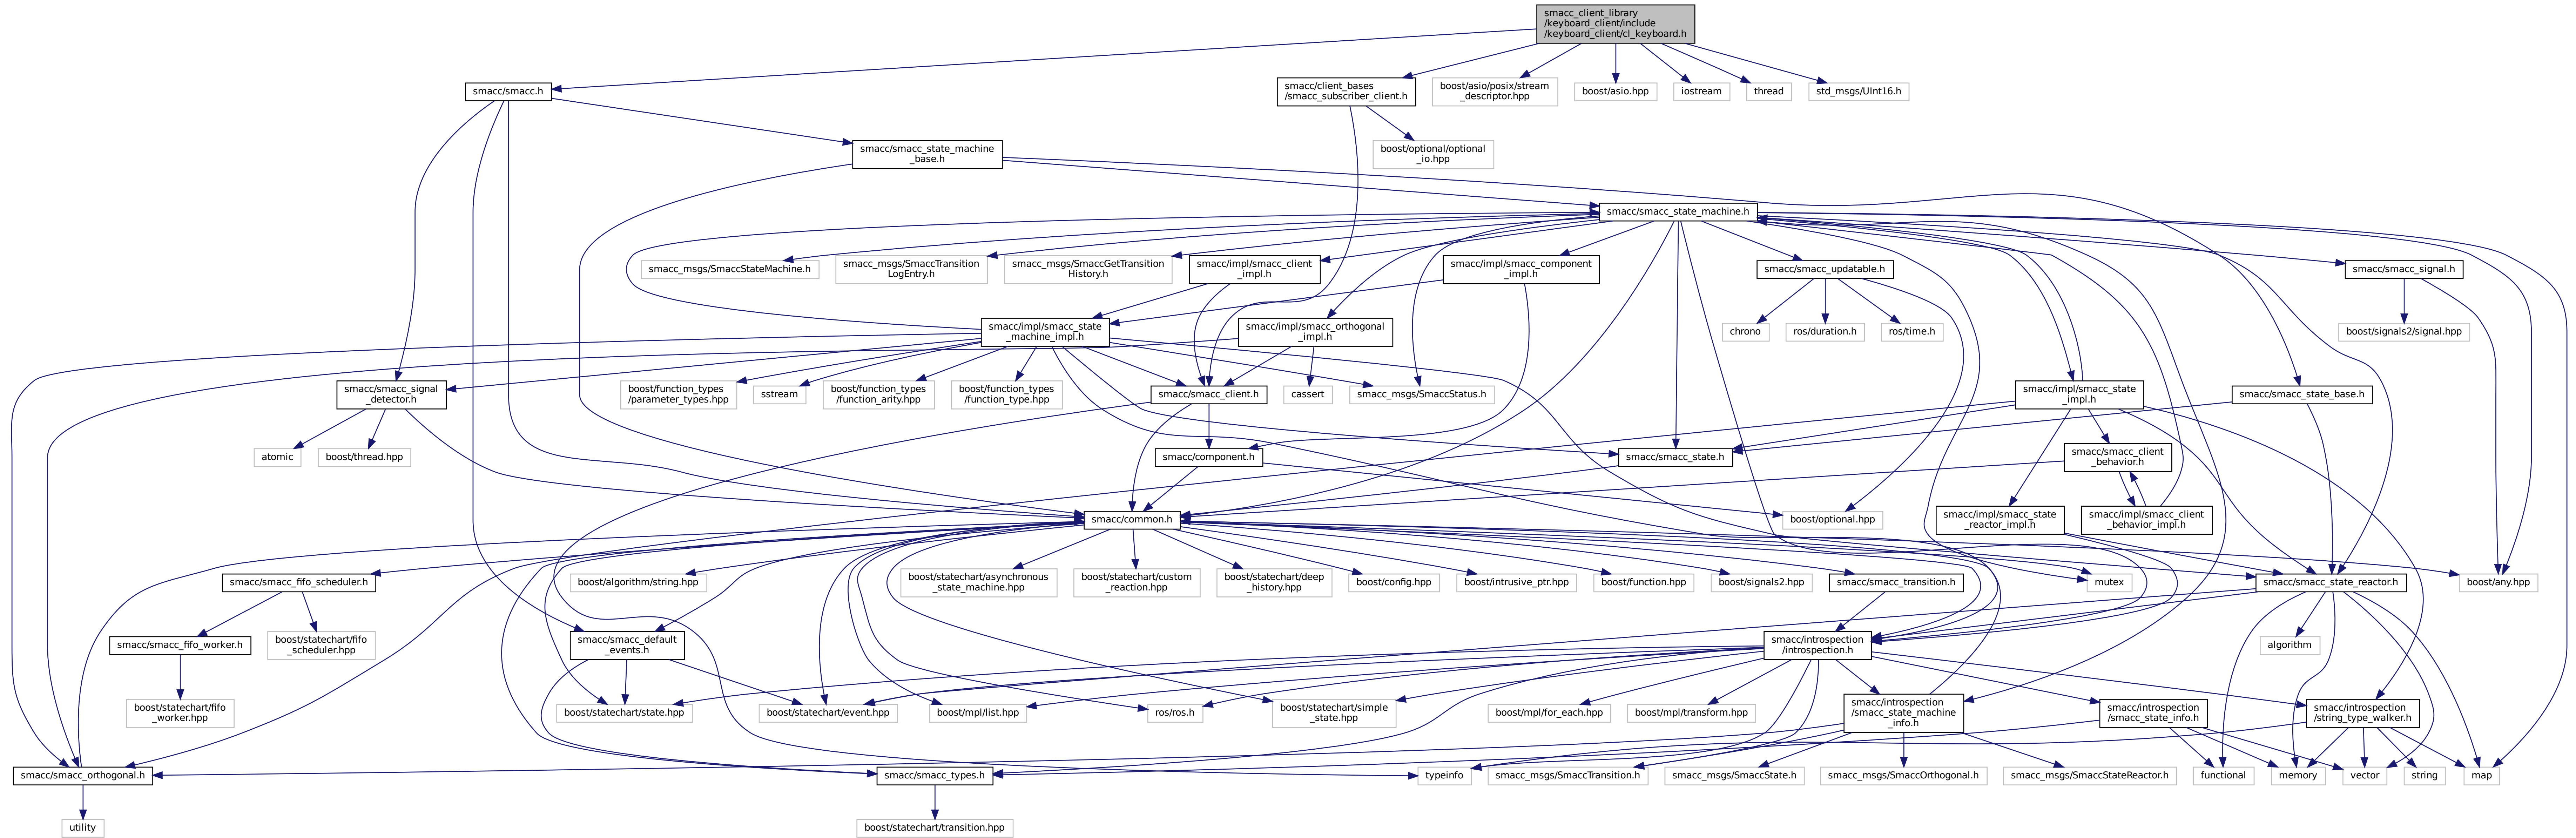 smacc_client_library
/keyboard_client/include
/keyboard_client/cl_keyboard.h
smacc/smacc.h
smacc/client_bases
/smacc_subscriber_client.h
boost/asio/posix/stream
_descriptor.hpp
boost/asio.hpp
iostream
thread
std_msgs/UInt16.h
smacc/smacc_state_machine
_base.h
boost/optional/optional
_io.hpp
smacc/smacc_state_machine.h
smacc_msgs/SmaccStateMachine.h
smacc_msgs/SmaccTransition
LogEntry.h
smacc_msgs/SmaccGetTransition
History.h
smacc/impl/smacc_client
_impl.h
smacc/impl/smacc_component
_impl.h
smacc/smacc_updatable.h
smacc/smacc_signal.h
smacc/impl/smacc_state
_machine_impl.h
smacc/impl/smacc_orthogonal
_impl.h
chrono
ros/duration.h
ros/time.h
boost/signals2/signal.hpp
smacc/smacc_signal
_detector.h
boost/function_types
/parameter_types.hpp
sstream
boost/function_types
/function_arity.hpp
boost/function_types
/function_type.hpp
smacc/smacc_client.h
cassert
smacc_msgs/SmaccStatus.h
smacc/impl/smacc_state
_impl.h
smacc/smacc_state_base.h
atomic
boost/thread.hpp
smacc/component.h
smacc/smacc_state.h
smacc/smacc_client
_behavior.h
smacc/common.h
boost/optional.hpp
smacc/impl/smacc_state
_reactor_impl.h
smacc/impl/smacc_client
_behavior_impl.h
smacc/smacc_fifo_scheduler.h
boost/algorithm/string.hpp
boost/statechart/asynchronous
_state_machine.hpp
boost/statechart/custom
_reaction.hpp
boost/statechart/deep
_history.hpp
boost/config.hpp
boost/intrusive_ptr.hpp
boost/function.hpp
boost/signals2.hpp
smacc/smacc_transition.h
mutex
smacc/smacc_state_reactor.h
boost/any.hpp
smacc/smacc_fifo_worker.h
boost/statechart/fifo
_scheduler.hpp
smacc/smacc_default
_events.h
smacc/introspection
/introspection.h
algorithm
boost/statechart/fifo
_worker.hpp
boost/statechart/state.hpp
boost/statechart/event.hpp
boost/mpl/list.hpp
ros/ros.h
boost/statechart/simple
_state.hpp
boost/mpl/for_each.hpp
boost/mpl/transform.hpp
smacc/introspection
/smacc_state_machine
_info.h
smacc/introspection
/smacc_state_info.h
smacc/introspection
/string_type_walker.h
smacc/smacc_orthogonal.h
smacc/smacc_types.h
typeinfo
smacc_msgs/SmaccTransition.h
smacc_msgs/SmaccState.h
smacc_msgs/SmaccOrthogonal.h
smacc_msgs/SmaccStateReactor.h
functional
memory
vector
string
map
utility
boost/statechart/transition.hpp